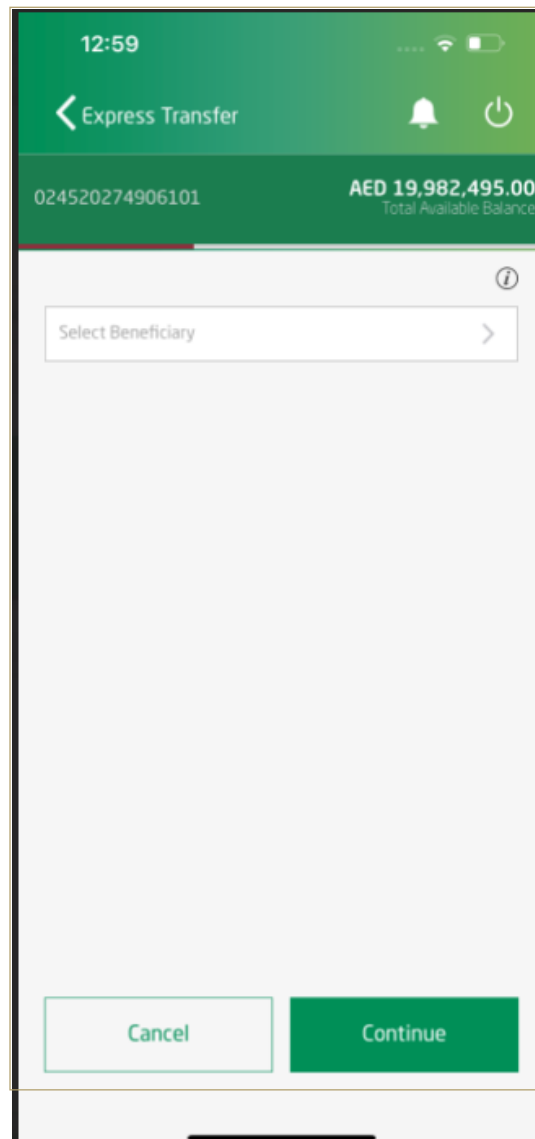 12:59
Express Transfer
024520274906101
AED 19,982,495.00
Total Available Balance
Select Beneficiary
Cancel
Continue